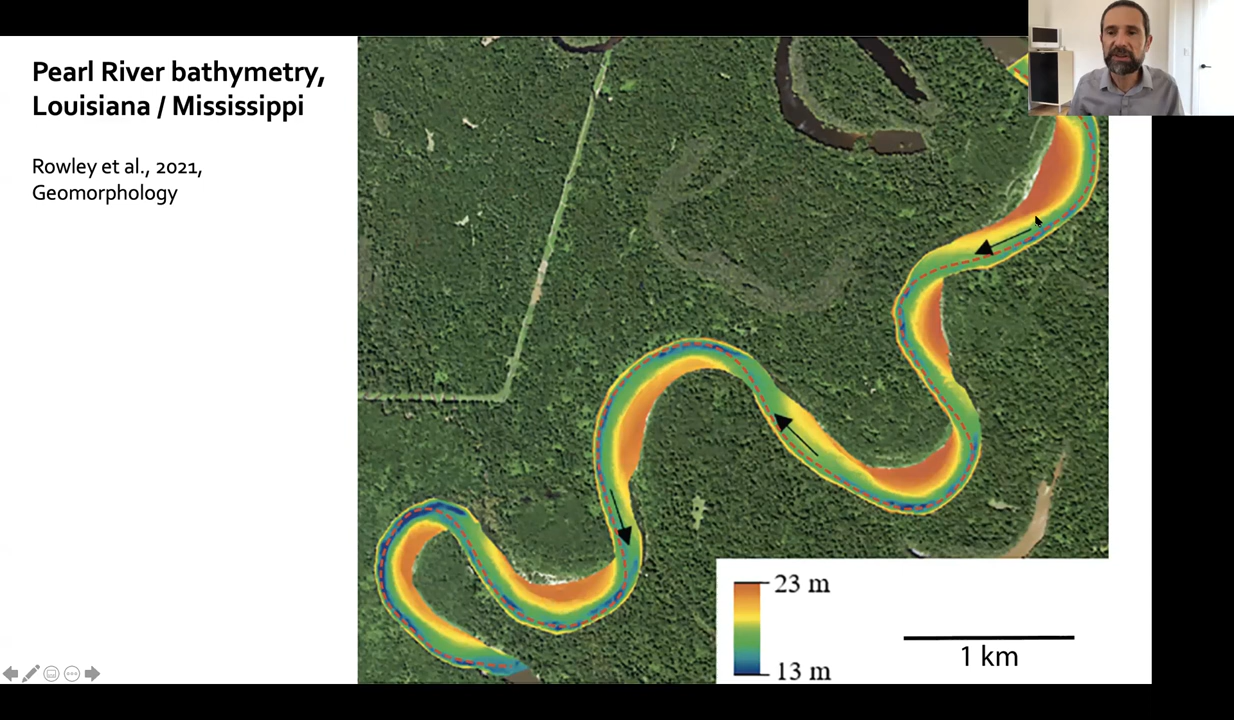 Pearl River bathymetry,
Louisiana / Mississippi
Rowley et al., 2021,
Geomorphology
23 m
13 m
1 km